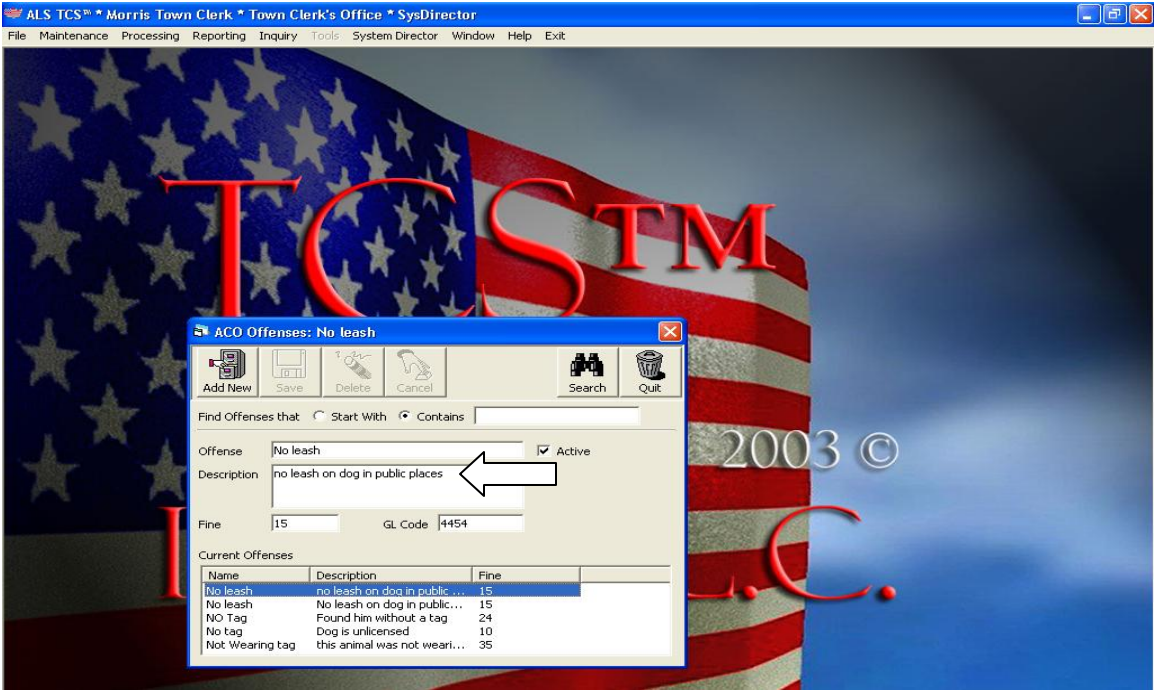 ALS TCS™ * Morris Town Clerk * Town Clerk's Office * SysDirector
File Maintenance Processing Reporting Inquiry Tools System Director Window Help Exit
TCS™
ACO Offenses: No leash
Add New Save Delete Cancel Search Quit
Find Offenses that Start With Contains
Offense No leash Active
Description no leash on dog in public places
2003 ©
Fine 15 GL Code 4454
Current Offenses
Name Description Fine
No leash no leash on dog in public ... 15
No leash No leash on dog in public... 15
NO Tag Found him without a tag 24
No tag Dog is unlicensed 10
Not Wearing tag this animal was not weari... 35
L.C.